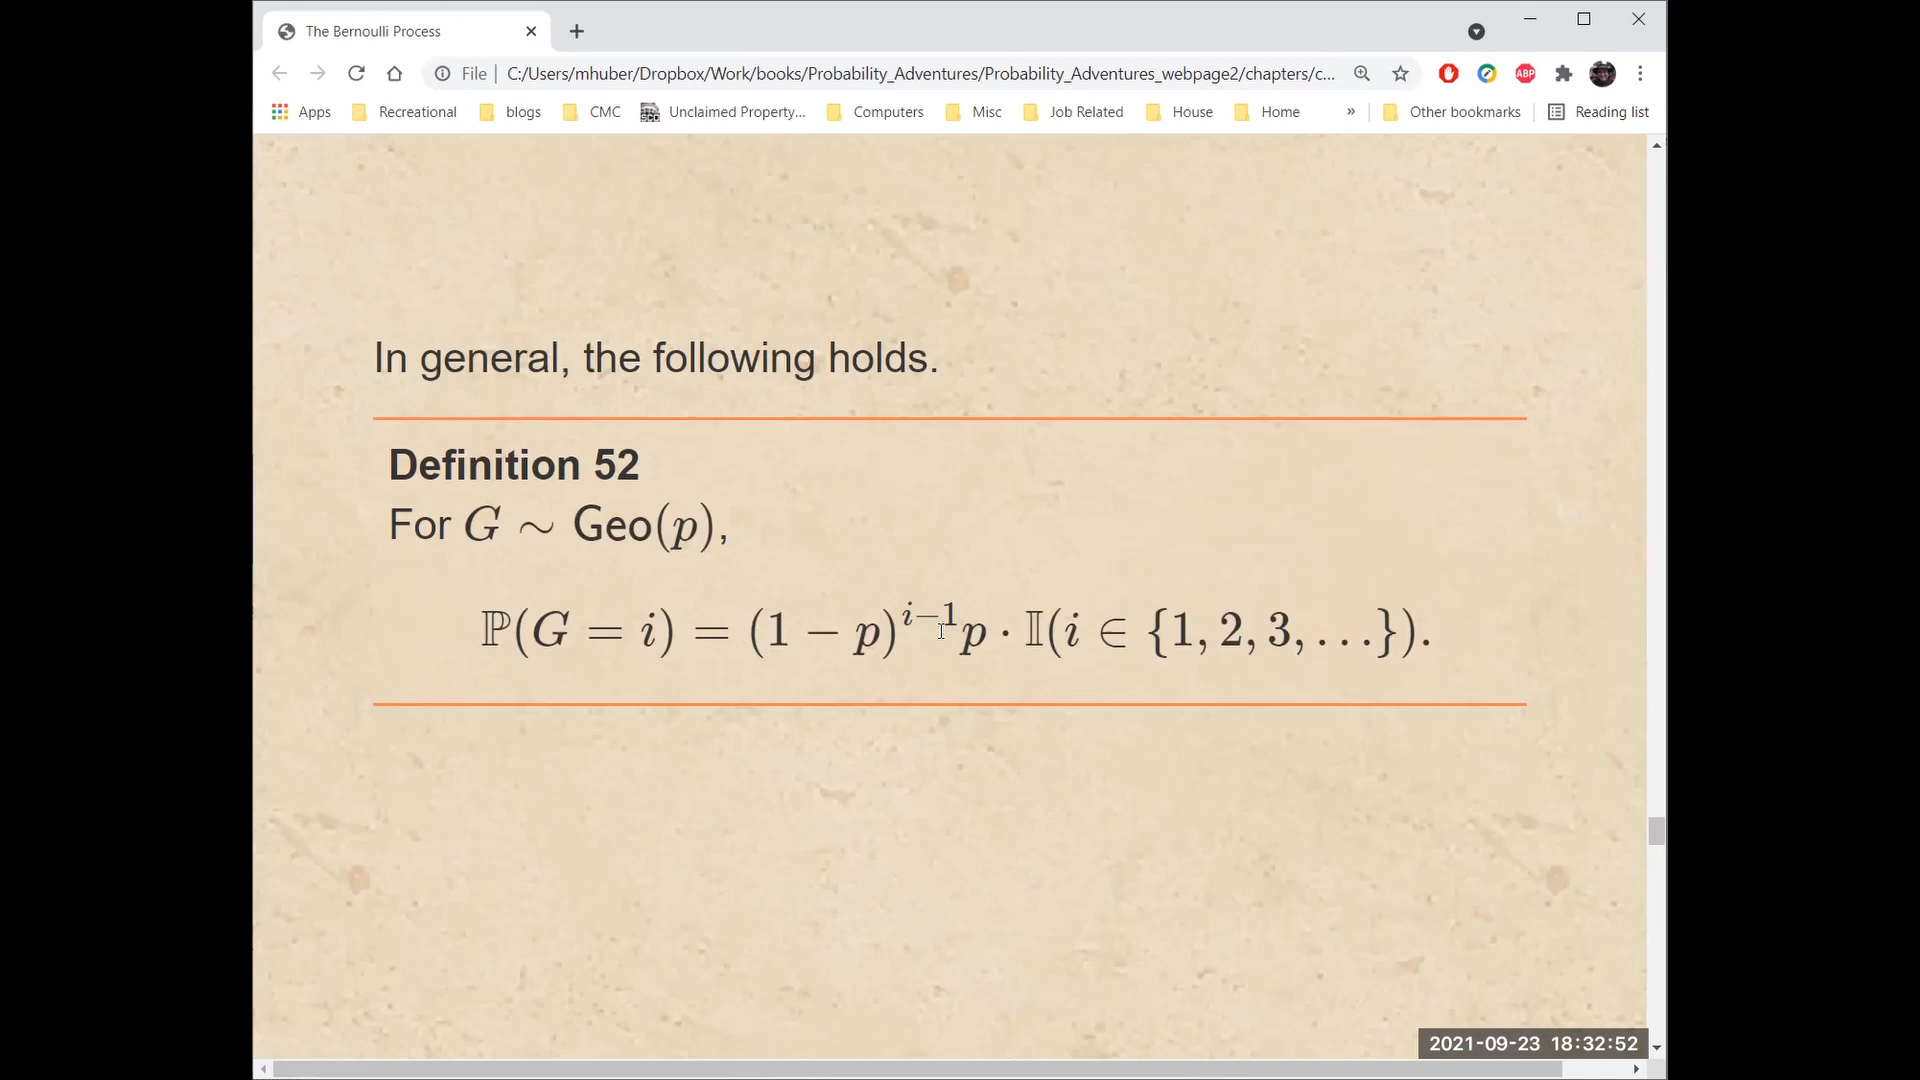 The Bernoulli Process
File | C:/Users/mhuber/Dropbox/Work/books/Probability_Adventures/Probability_Adventures_webpage2/chapters/c...
ABP
Apps Recreational blogs CMC Unclaimed Property... Computers Misc Job Related House Home » Other bookmarks Reading list
In general, the following holds.
Definition 52
For G ∼ Geo(p),
ℙ(G = i) = (1 − p)^{i−1}p · 𝕀(i ∈ {1, 2, 3, …}).
2021-09-23 18:32:52